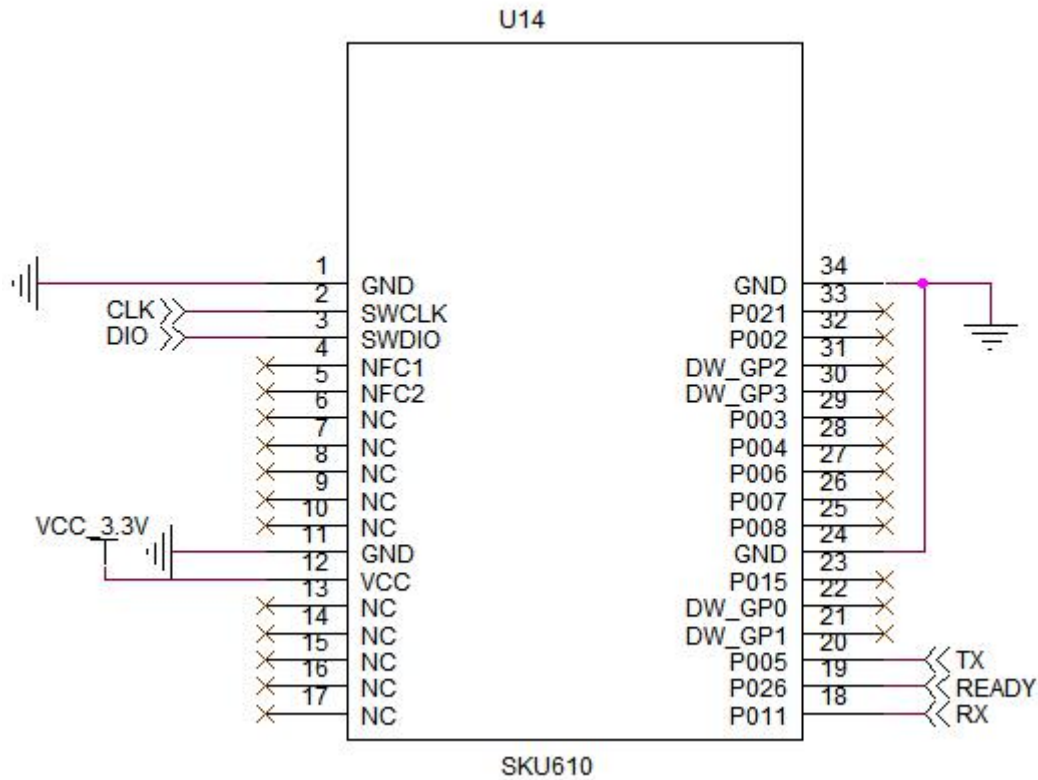 U14
1 GND
2 SWCLK
3 SWDIO
4 NFC1
5 NFC2
6 NC
7 NC
8 NC
9 NC
10 NC
11 GND
12 VCC
13 NC
14 NC
15 NC
16 NC
17 NC
CLK
DIO
VCC_3.3V
GND 34
P021 33
P002 32
DW_GP2 31
DW_GP3 30
P003 29
P004 28
P006 27
P007 26
P008 25
GND 24
P015 23
DW_GP0 22
DW_GP1 21
P005 20
P026 19
P011 18
TX
READY
RX
SKU610